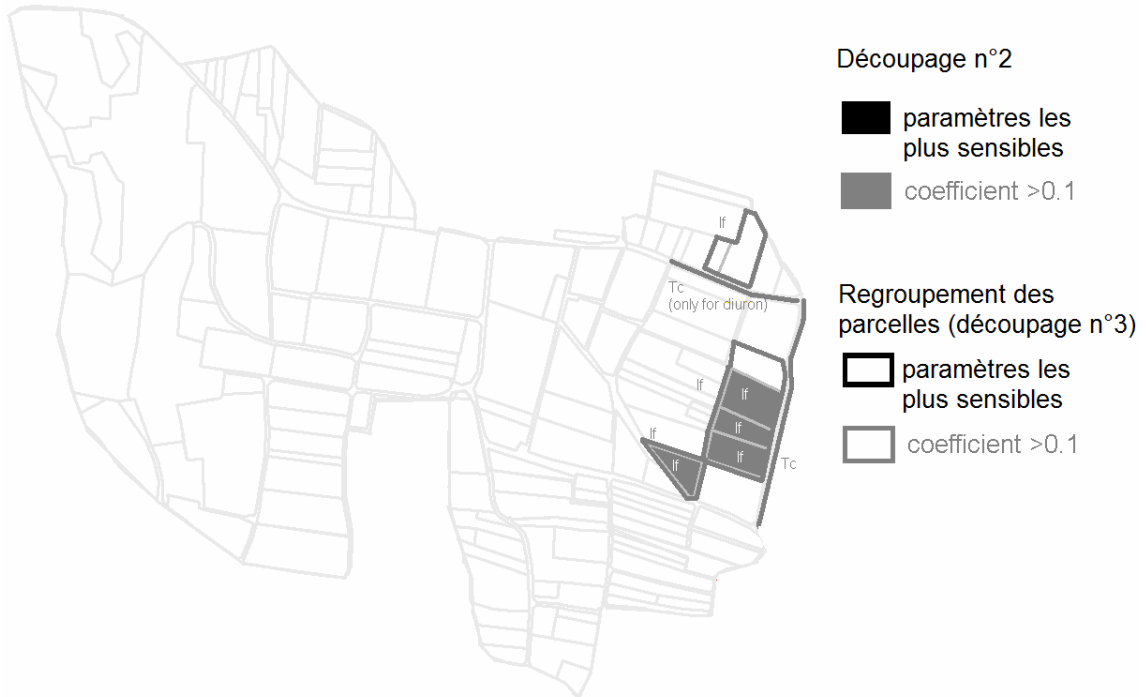 Découpage n°2
paramètres les
plus sensibles
coefficient >0.1
Regroupement des
parcelles (découpage n°3)
paramètres les
plus sensibles
coefficient >0.1
If
Tc
(only for diuron)
If
If
If
If
If
If
Tc